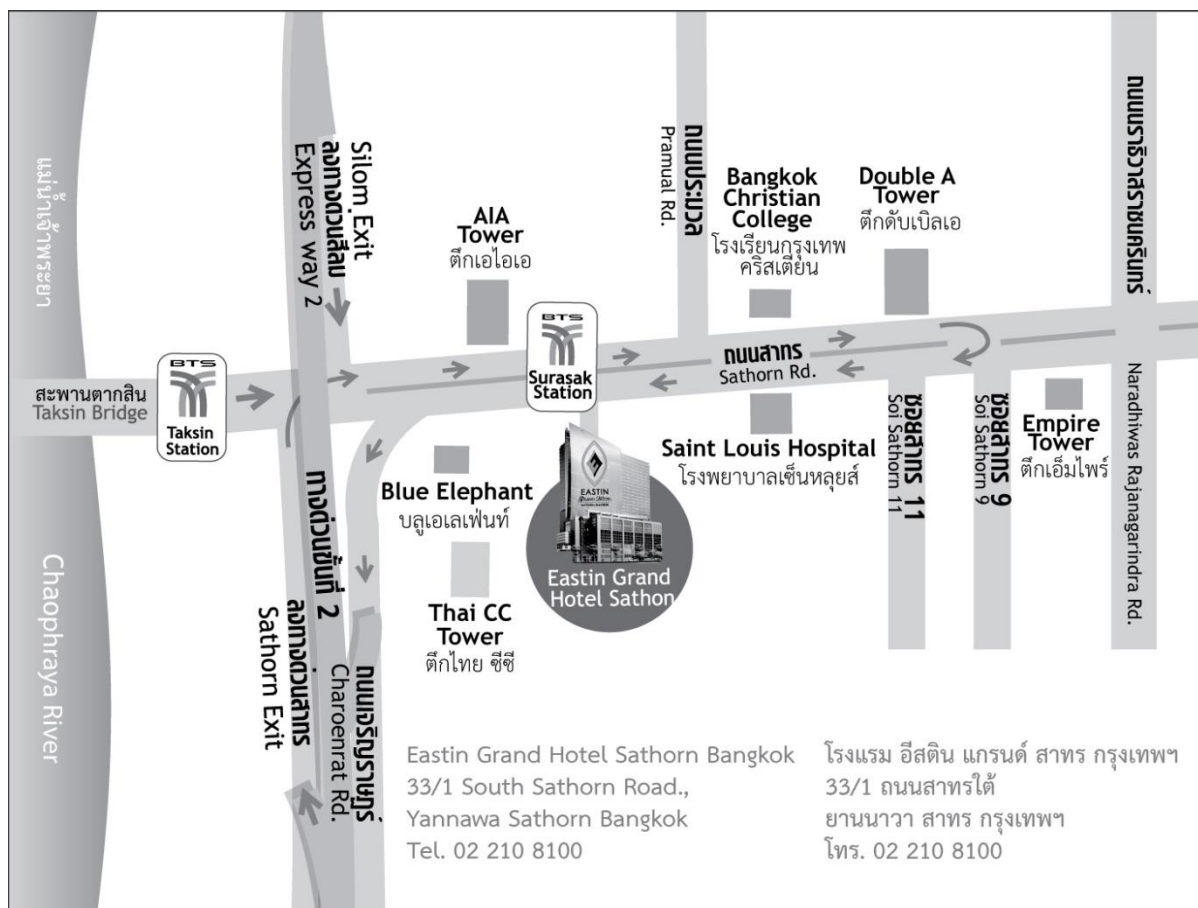 แม่น้ำเจ้าพระยา
Chaophraya River
สะพานตากสิน
Taksin Bridge
BTS
Taksin
Station
Silom Exit
ลงทางด่วนสีลม
Express way 2
ทางด่วนขั้นที่ 2
ลงทางด่วนสาทร
Sathorn Exit
ถนนเจริญราษฎร์
Charoenrat Rd.
AIA
Tower
ตึกเอไอเอ
BTS
Surasak
Station
ถนนประมวล
Pramual Rd.
Bangkok
Christian
College
โรงเรียนกรุงเทพ
คริสเตียน
Double A
Tower
ตึกดับเบิลเอ
ถนนนราธิวาสราชนครินทร์
Naradhiwas Rajanagarindra Rd.
ถนนสาทร
Sathorn Rd.
Blue Elephant
บลูเอเลเฟ่นท์
Thai CC
Tower
ตึกไทย ซีซี
EASTIN
Eastin Grand
Hotel Sathon
Saint Louis Hospital
โรงพยาบาลเซ็นหลุยส์
ซอยสาทร 11
Soi Sathorn 11
ซอยสาทร 9
Soi Sathorn 9
Empire
Tower
ตึกเอ็มไพร์
Eastin Grand Hotel Sathorn Bangkok
33/1 South Sathorn Road.,
Yannawa Sathorn Bangkok
Tel. 02 210 8100
โรงแรม อีสติน แกรนด์ สาทร กรุงเทพฯ
33/1 ถนนสาทรใต้
ยานนาวา สาทร กรุงเทพฯ
โทร. 02 210 8100